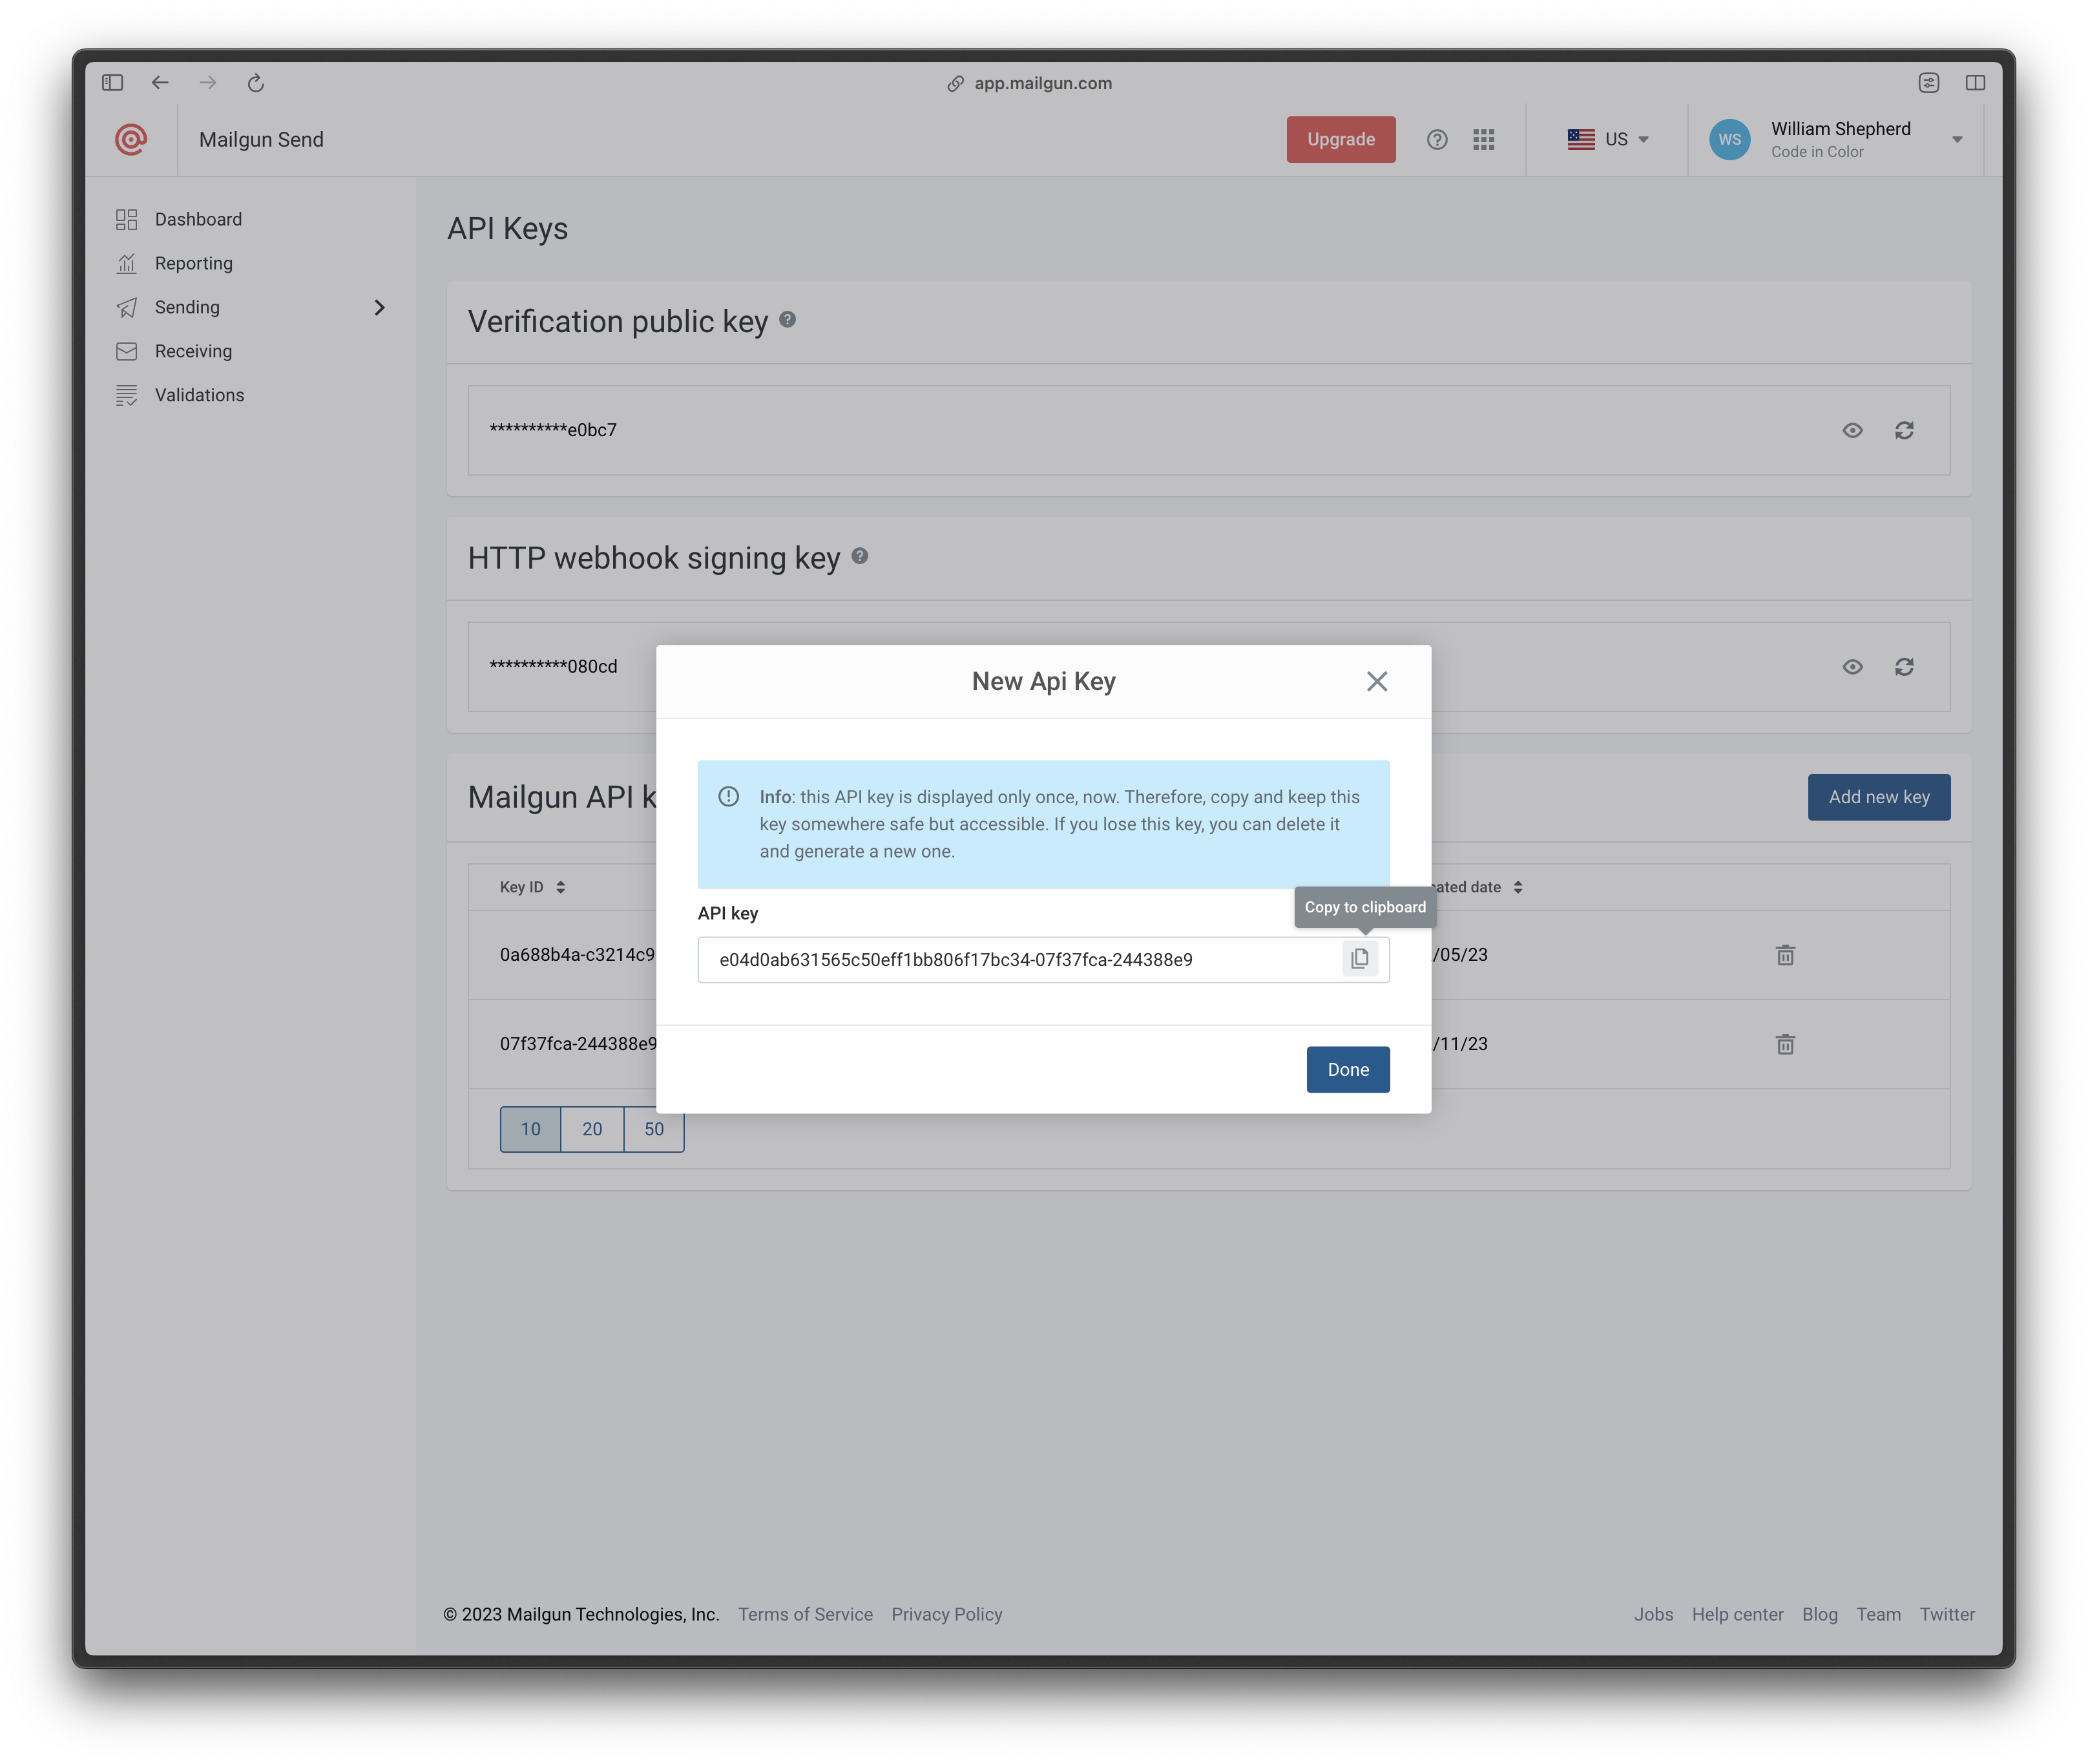 app.mailgun.com
Mailgun Send
Upgrade
US
WS
William Shepherd
Code in Color
Dashboard
Reporting
Sending
Receiving
Validations
API Keys
Verification public key
**********e0bc7
HTTP webhook signing key
**********080cd
New Api Key
Info: this API key is displayed only once, now. Therefore, copy and keep this
key somewhere safe but accessible. If you lose this key, you can delete it
and generate a new one.
Copy to clipboard
API key
e04d0ab631565c50eff1bb806f17bc34-07f37fca-244388e9
Done
Mailgun API k
Add new key
Key ID
ated date
0a688b4a-c3214c9
/05/23
07f37fca-244388e9
/11/23
10 20 50
© 2023 Mailgun Technologies, Inc. Terms of Service Privacy Policy
Jobs Help center Blog Team Twitter